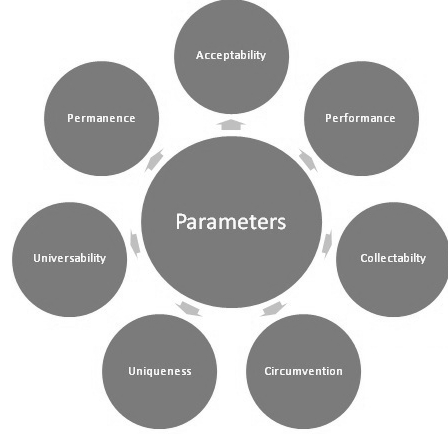 Acceptability
Performance
Permanence
Parameters
Universability
Collectabilty
Uniqueness
Circumvention